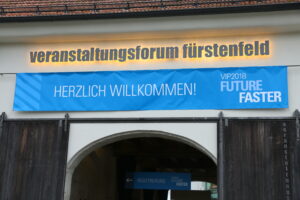 veranstaltungsforum fürstenfeld
HERZLICH WILLKOMMEN!
VIP2018
FUTURE
FASTER